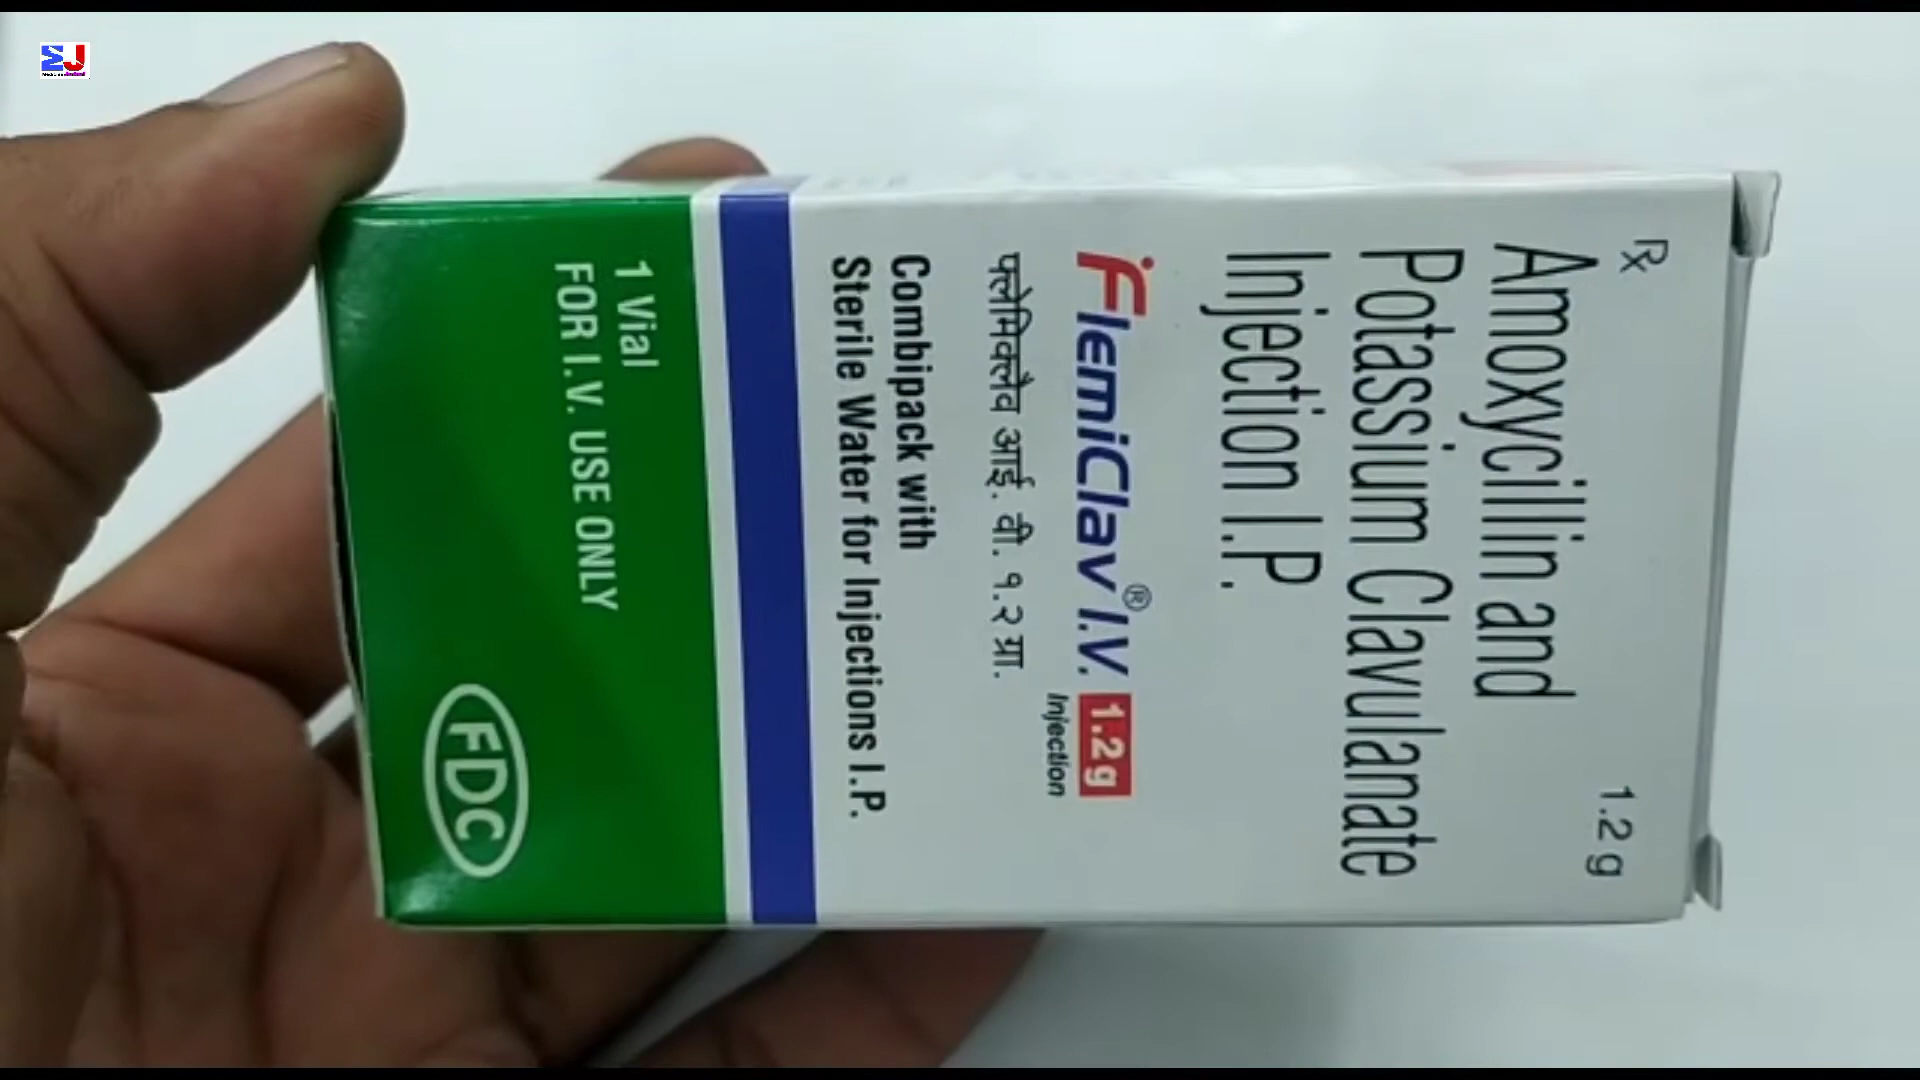 Rx 1.2 g
Amoxycillin and
Potassium Clavulanate
Injection I.P.
FlemiClav® I.V. 1.2g
Injection
फ्लेमिक्लैव आई. वी. १.२ ग्रा.
Combipack with
Sterile Water for Injections I.P.
1 Vial
FOR I.V. USE ONLY
FDC